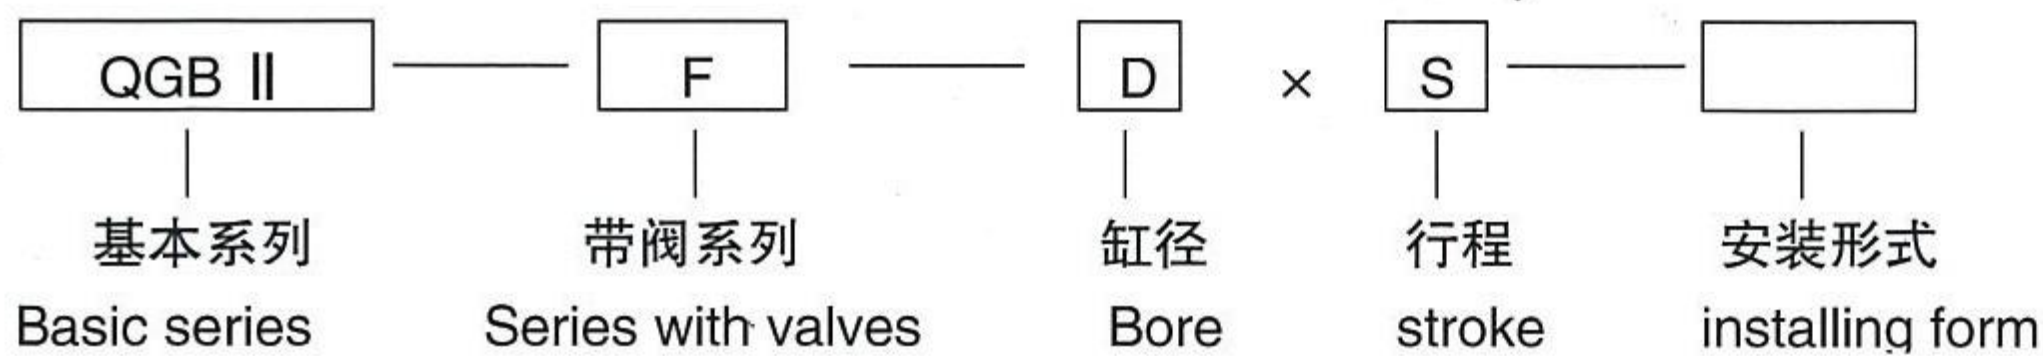 QGB Ⅱ — F — D × S —
基本系列 带阀系列 缸径 行程 安装形式
Basic series Series with valves Bore stroke installing form